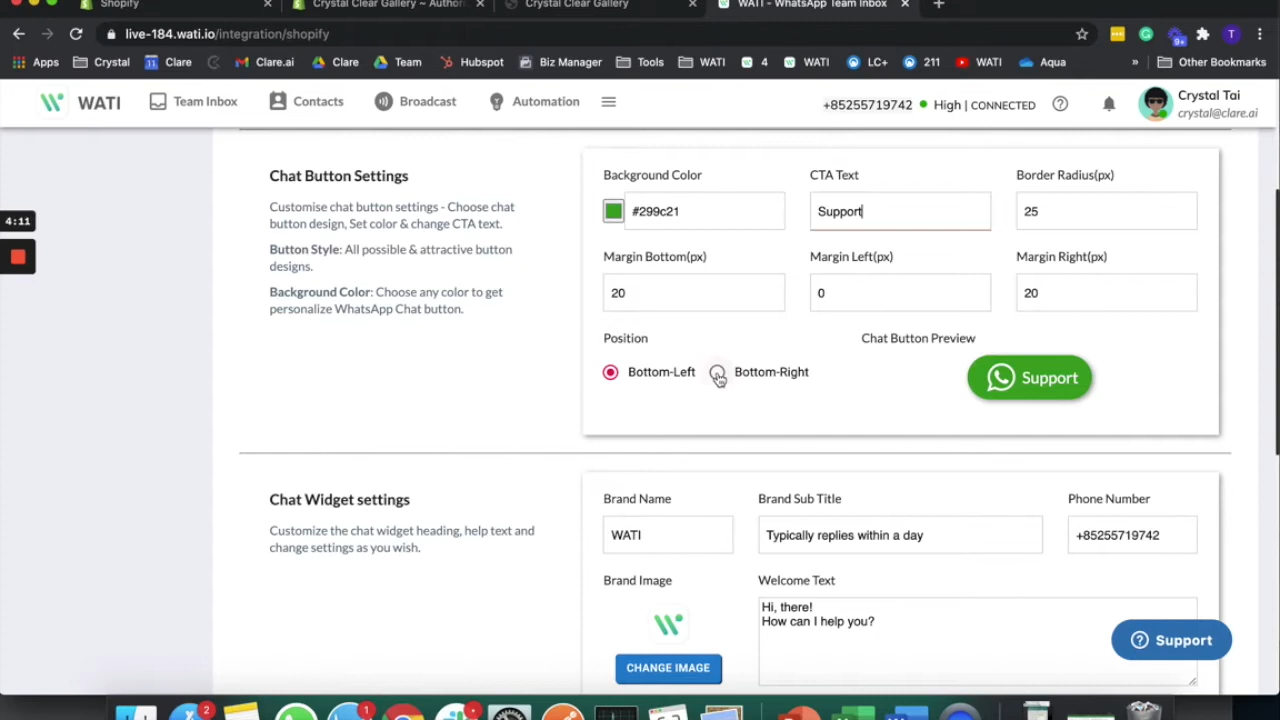 Shopify
Crystal Clear Gallery ~ Author
Crystal Clear Gallery
WATI - WhatsApp Team Inbox
live-184.wati.io/integration/shopify
9+
T
Apps
Crystal
Clare
Clare.ai
Clare
Team
Hubspot
Biz Manager
Tools
WATI
4
WATI
LC+
211
WATI
Aqua
»
Other Bookmarks
WATI
Team Inbox
Contacts
Broadcast
Automation
+85255719742
High | CONNECTED
Crystal Tai
crystal@clare.ai
4:11
Chat Button Settings
Customise chat button settings - Choose chat
button design, Set color & change CTA text.
Button Style: All possible & attractive button
designs.
Background Color: Choose any color to get
personalize WhatsApp Chat button.
Background Color
CTA Text
Border Radius(px)
#299c21
Support
25
Margin Bottom(px)
Margin Left(px)
Margin Right(px)
20
0
20
Position
Chat Button Preview
Bottom-Left
Bottom-Right
Support
Chat Widget settings
Customize the chat widget heading, help text and
change settings as you wish.
Brand Name
Brand Sub Title
Phone Number
WATI
Typically replies within a day
+85255719742
Brand Image
Welcome Text
Hi, there!
How can I help you?
CHANGE IMAGE
Support
2
1